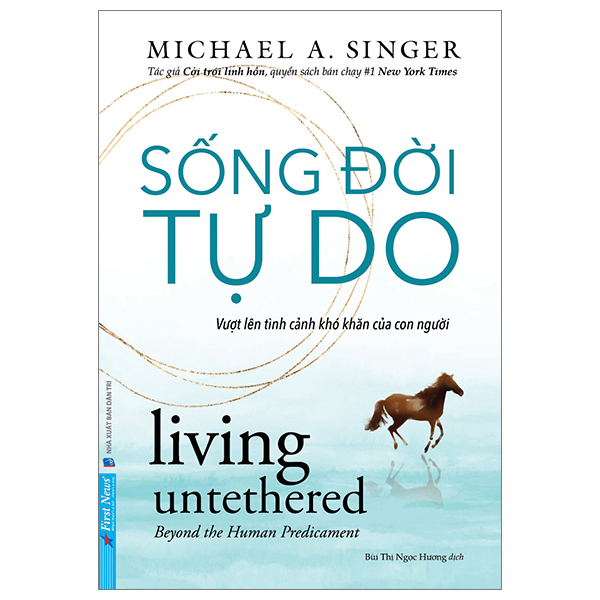 MICHAEL A. SINGER
Tác giả Cởi trói linh hồn, quyển sách bán chạy #1 New York Times
SỐNG ĐỜI
TỰ DO
Vượt lên tình cảnh khó khăn của con người
living
untethered
Beyond the Human Predicament
Bùi Thị Ngọc Hương dịch
NHÀ XUẤT BẢN DÂN TRÍ
First News